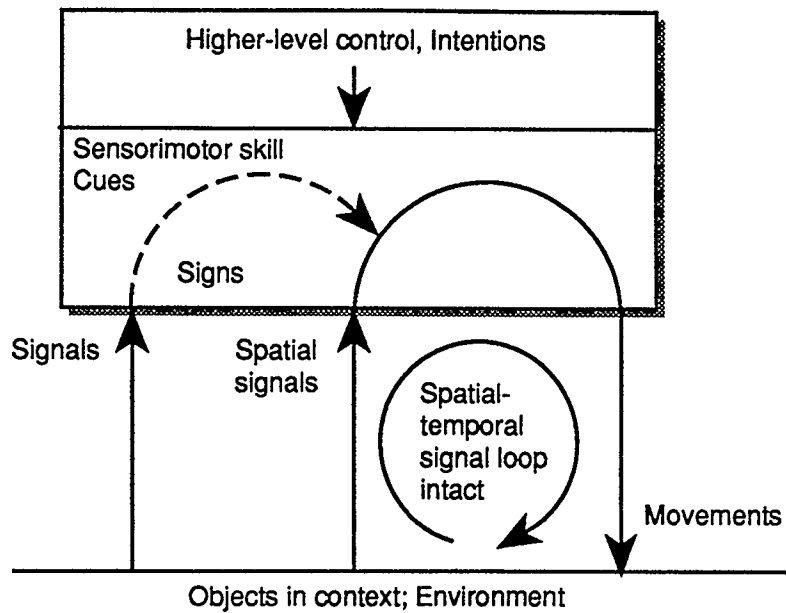 Higher-level control, Intentions
Sensorimotor skill
Cues
Signs
Signals
Spatial
signals
Spatial-
temporal
signal loop
intact
Movements
Objects in context; Environment